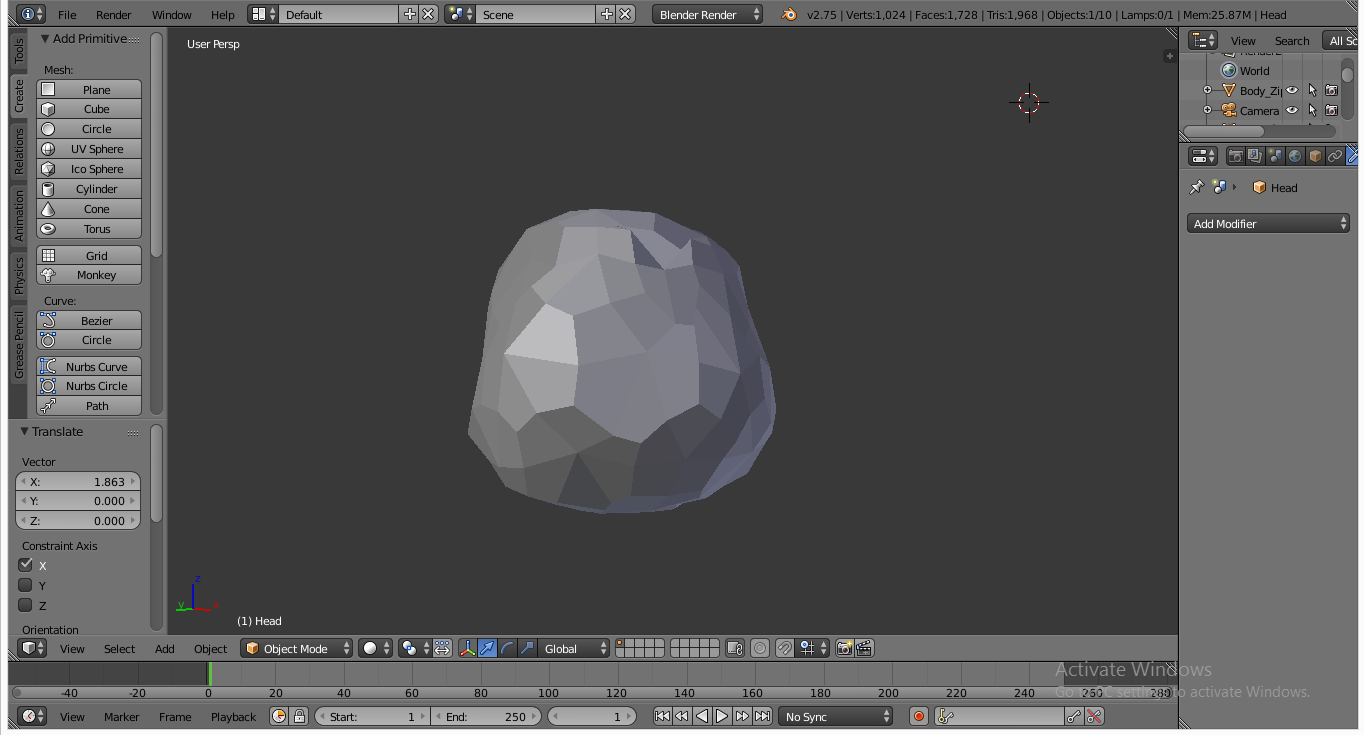 File Render Window Help Default Scene Blender Render v2.75 | Verts:1,024 | Faces:1,728 | Tris:1,968 | Objects:1/10 | Lamps:0/1 | Mem:25.87M | Head
Tools
Create
Relations
Animation
Physics
Grease Pencil
Add Primitive
Mesh:
Plane
Cube
Circle
UV Sphere
Ico Sphere
Cylinder
Cone
Torus
Grid
Monkey
Curve:
Bezier
Circle
Nurbs Curve
Nurbs Circle
Path
Translate
Vector
X: 1.863
Y: 0.000
Z: 0.000
Constraint Axis
X
Y
Z
Orientation
User Persp
z
y
x
(1) Head
View Select Add Object Object Mode Global
View Search All Sc
World
Body_Zi
Camera
Head
Add Modifier
-40 -20 0 20 40 60 80 100 120 140 160 180 200 220 240 260 280
View Marker Frame Playback Start: 1 End: 250 1 No Sync
Activate Windows
Go to PC settings to activate Windows.